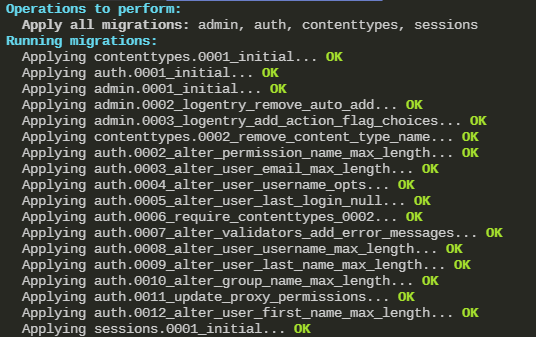 Operations to perform:
  Apply all migrations: admin, auth, contenttypes, sessions
Running migrations:
  Applying contenttypes.0001_initial... OK
  Applying auth.0001_initial... OK
  Applying admin.0001_initial... OK
  Applying admin.0002_logentry_remove_auto_add... OK
  Applying admin.0003_logentry_add_action_flag_choices... OK
  Applying contenttypes.0002_remove_content_type_name... OK
  Applying auth.0002_alter_permission_name_max_length... OK
  Applying auth.0003_alter_user_email_max_length... OK
  Applying auth.0004_alter_user_username_opts... OK
  Applying auth.0005_alter_user_last_login_null... OK
  Applying auth.0006_require_contenttypes_0002... OK
  Applying auth.0007_alter_validators_add_error_messages... OK
  Applying auth.0008_alter_user_username_max_length... OK
  Applying auth.0009_alter_user_last_name_max_length... OK
  Applying auth.0010_alter_group_name_max_length... OK
  Applying auth.0011_update_proxy_permissions... OK
  Applying auth.0012_alter_user_first_name_max_length... OK
  Applying sessions.0001_initial... OK